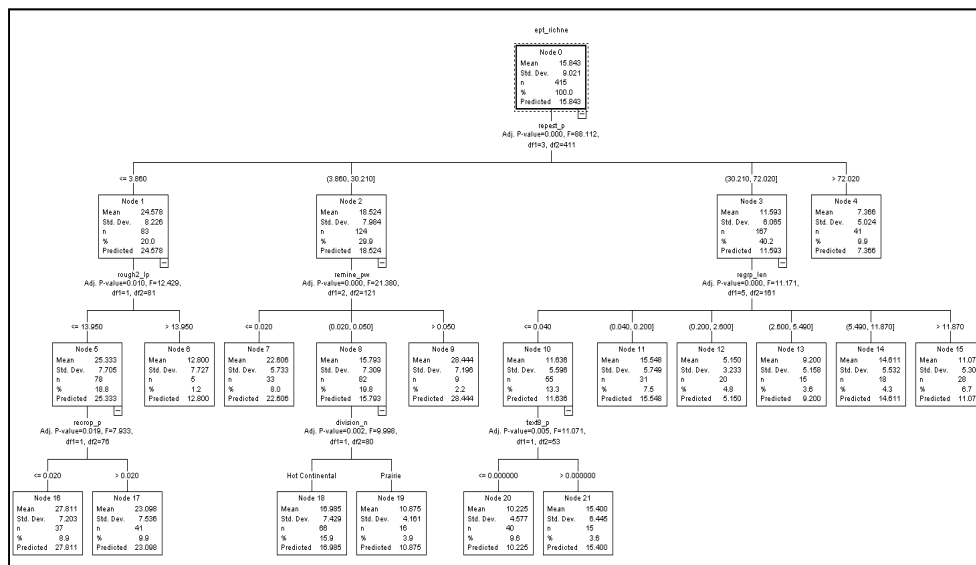 ept_richne
Node 0
Mean 15.843
Std. Dev. 9.021
n 415
% 100.0
Predicted 15.843
repest_p
Adj. P-value=0.000, F=88.112,
df1=3, df2=411
<= 3.860
(3.860, 30.210]
(30.210, 72.020]
> 72.020
Node 1
Mean 24.578
Std. Dev. 8.226
n 83
% 20.0
Predicted 24.578
Node 2
Mean 18.524
Std. Dev. 7.984
n 124
% 29.9
Predicted 18.524
Node 3
Mean 11.593
Std. Dev. 6.065
n 167
% 40.2
Predicted 11.593
Node 4
Mean 7.366
Std. Dev. 5.024
n 41
% 9.9
Predicted 7.366
rough2_lp
Adj. P-value=0.010, F=12.429,
df1=1, df2=81
remine_pw
Adj. P-value=0.000, F=21.380,
df1=2, df2=121
regrp_len
Adj. P-value=0.000, F=11.171,
df1=5, df2=161
<= 13.950
> 13.950
<= 0.020
(0.020, 0.050]
> 0.050
<= 0.040
(0.040, 0.200]
(0.200, 2.600]
(2.600, 5.490]
(5.490, 11.870]
> 11.870
Node 5
Mean 25.333
Std. Dev. 7.705
n 78
% 18.8
Predicted 25.333
Node 6
Mean 12.800
Std. Dev. 7.727
n 5
% 1.2
Predicted 12.800
Node 7
Mean 22.606
Std. Dev. 5.733
n 33
% 8.0
Predicted 22.606
Node 8
Mean 15.793
Std. Dev. 7.309
n 82
% 19.8
Predicted 15.793
Node 9
Mean 28.444
Std. Dev. 7.196
n 9
% 2.2
Predicted 28.444
Node 10
Mean 11.636
Std. Dev. 5.596
n 55
% 13.3
Predicted 11.636
Node 11
Mean 15.548
Std. Dev. 5.749
n 31
% 7.5
Predicted 15.548
Node 12
Mean 5.150
Std. Dev. 3.233
n 20
% 4.8
Predicted 5.150
Node 13
Mean 9.200
Std. Dev. 5.158
n 15
% 3.6
Predicted 9.200
Node 14
Mean 14.611
Std. Dev. 5.532
n 18
% 4.3
Predicted 14.611
Node 15
Mean 11.07
Std. Dev. 5.30
n 28
% 6.7
Predicted 11.07
recrop_p
Adj. P-value=0.019, F=7.933,
df1=1, df2=76
division_n
Adj. P-value=0.002, F=9.998,
df1=1, df2=80
text8_p
Adj. P-value=0.005, F=11.071,
df1=1, df2=53
<= 0.020
> 0.020
Hot Continental
Prairie
<= 0.000000
> 0.000000
Node 16
Mean 27.811
Std. Dev. 7.203
n 37
% 8.9
Predicted 27.811
Node 17
Mean 23.098
Std. Dev. 7.536
n 41
% 9.9
Predicted 23.098
Node 18
Mean 16.985
Std. Dev. 7.429
n 66
% 15.9
Predicted 16.985
Node 19
Mean 10.875
Std. Dev. 4.161
n 16
% 3.9
Predicted 10.875
Node 20
Mean 10.225
Std. Dev. 4.577
n 40
% 9.6
Predicted 10.225
Node 21
Mean 15.400
Std. Dev. 6.445
n 15
% 3.6
Predicted 15.400